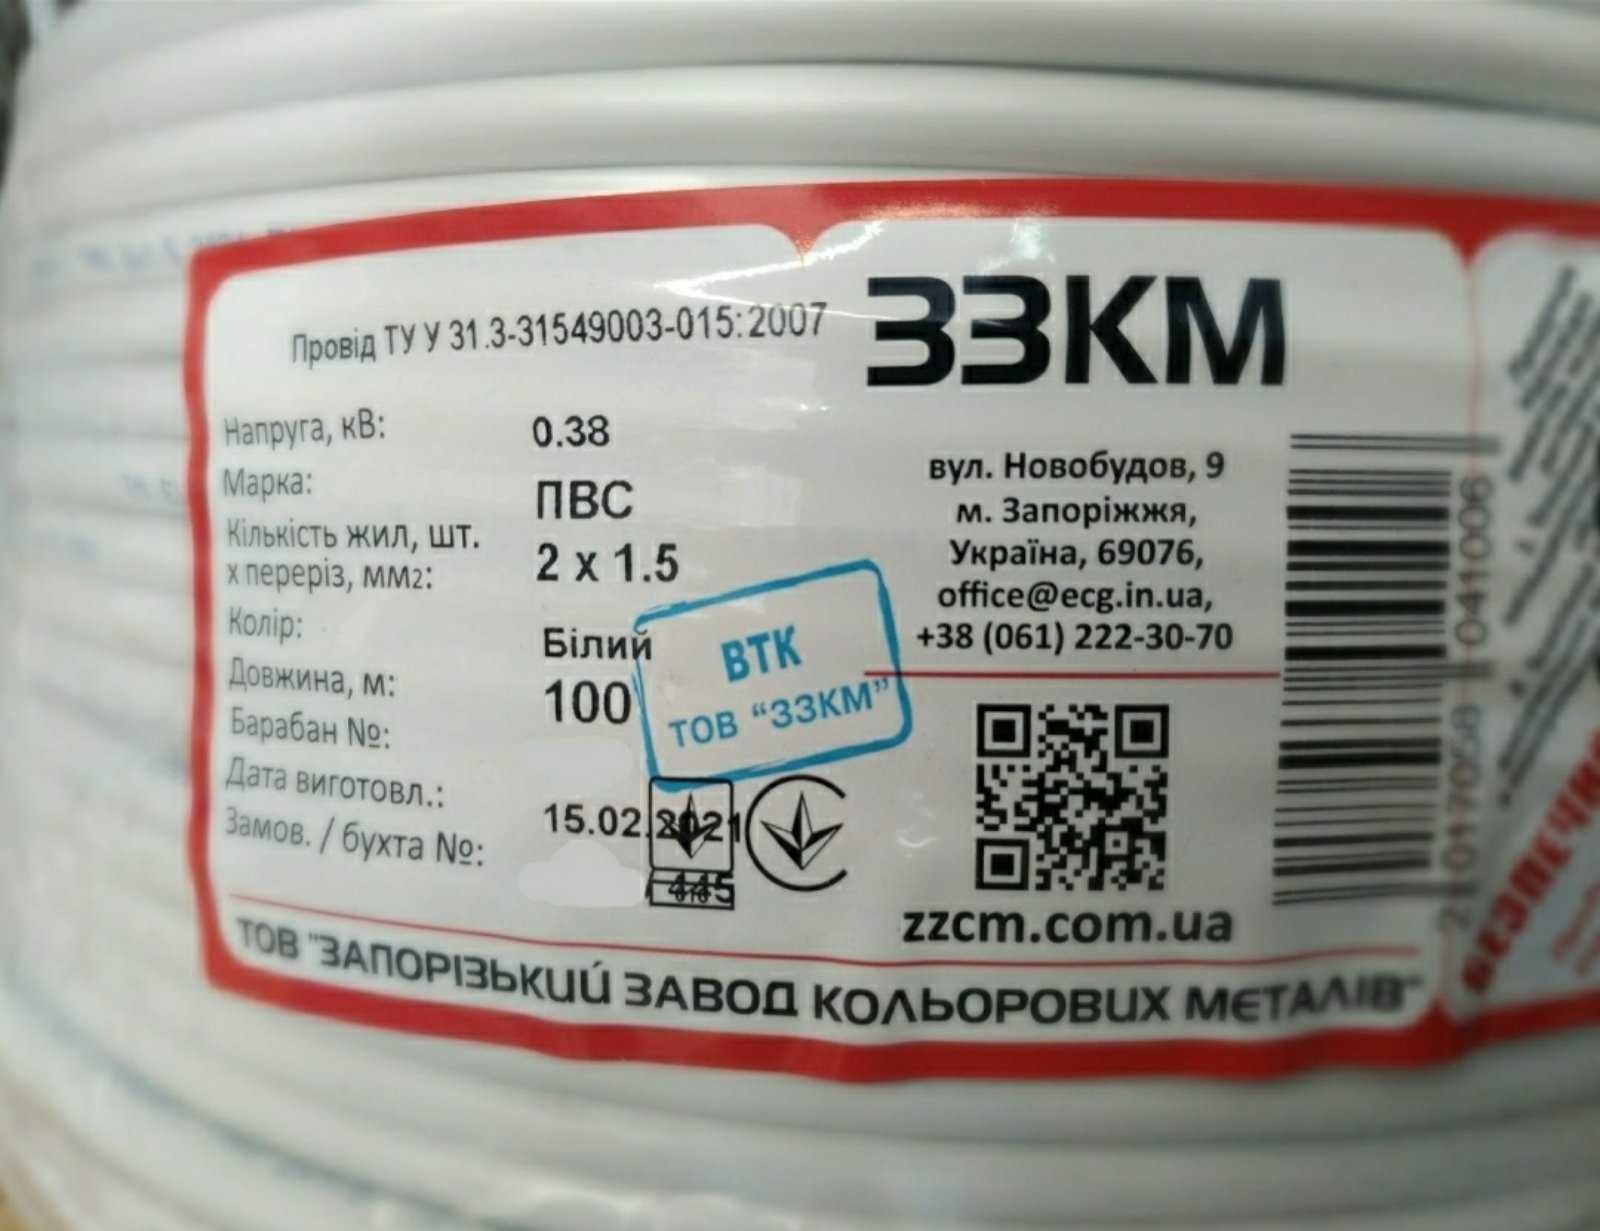 Провід ТУ У 31.3-31549003-015:2007
ЗЗКМ
Напруга, кВ: 0.38
Марка: ПВС
Кількість жил, шт.
х переріз, мм2: 2 x 1.5
Колір: Білий
Довжина, м: 100
Барабан №:
Дата виготовл.: 15.02.2021
Замов. / бухта №:
ВТК
ТОВ “ЗЗКМ”
вул. Новобудов, 9
м. Запоріжжя,
Україна, 69076,
office@ecg.in.ua,
+38 (061) 222-30-70
zzcm.com.ua
ТОВ "ЗАПОРІЗЬКИЙ ЗАВОД КОЛЬОРОВИХ МЕТАЛІВ"